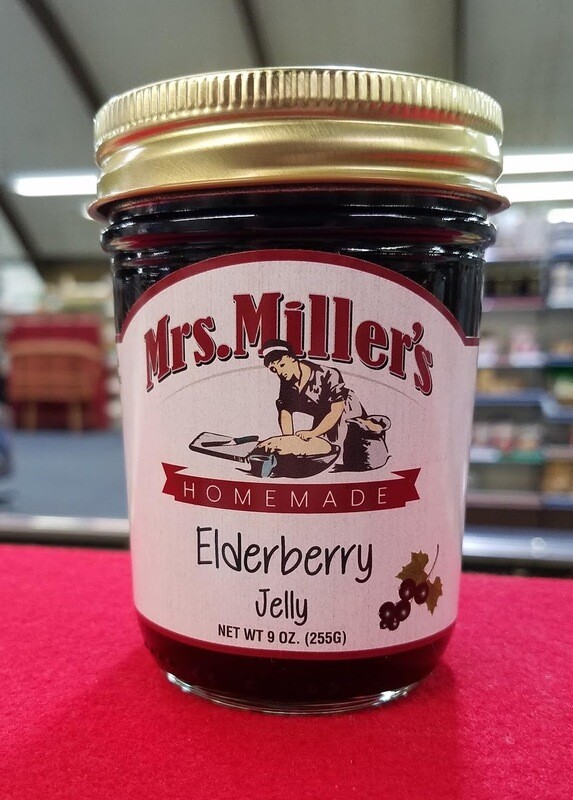 Mrs. Miller's
HOMEMADE
Elderberry
Jelly
NET WT 9 OZ. (255G)